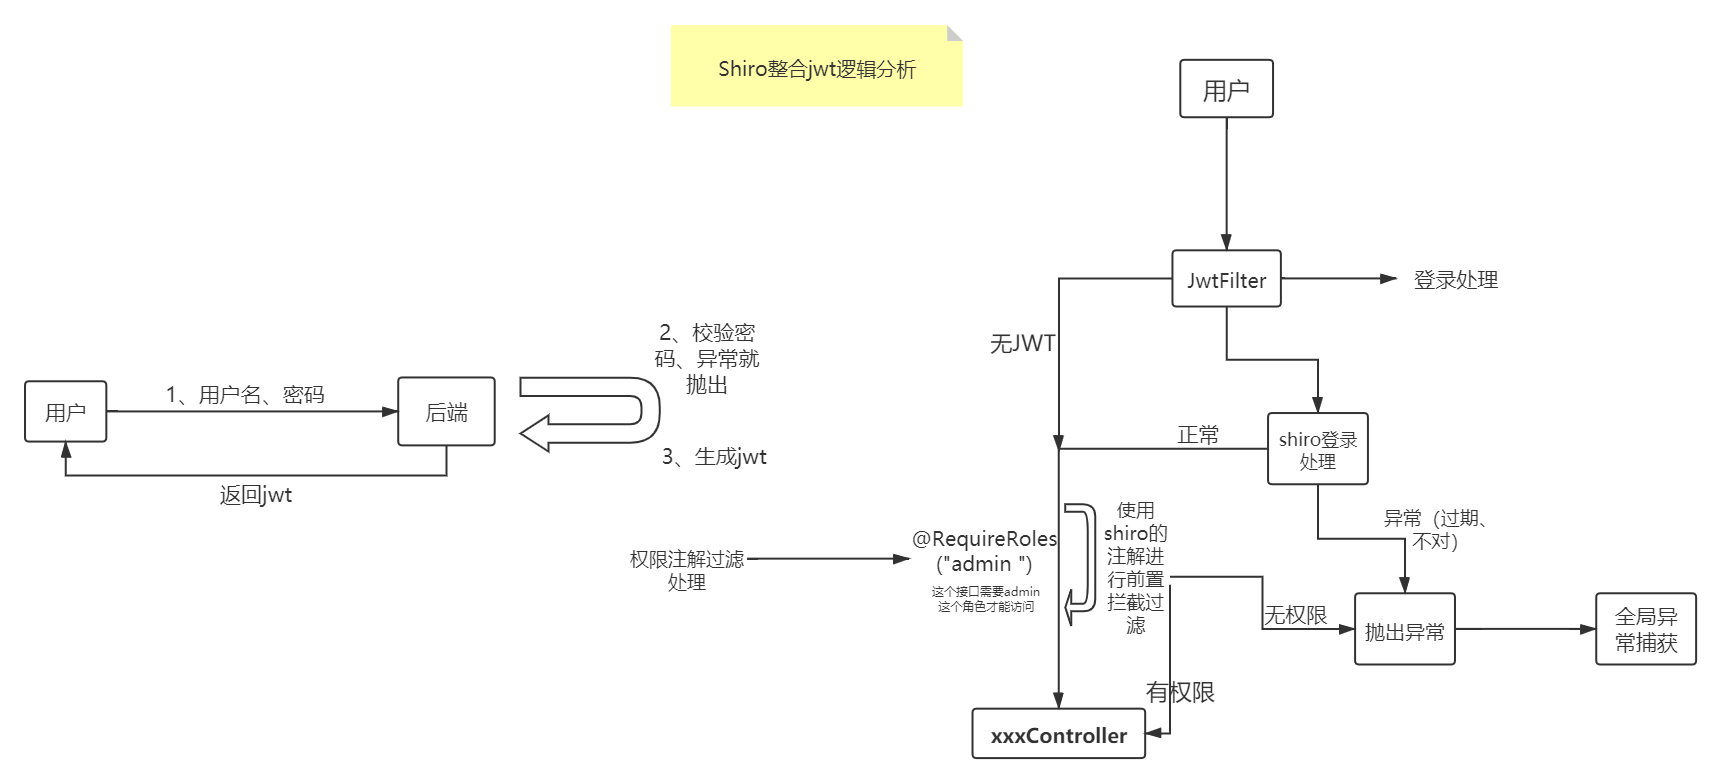 Shiro整合jwt逻辑分析
用户
1、用户名、密码
后端
2、校验密
码、异常就
抛出
3、生成jwt
返回jwt
用户
JwtFilter
登录处理
无JWT
正常
shiro登录
处理
异常（过期、
不对）
权限注解过滤
处理
@RequireRoles
("admin ")
这个接口需要admin
这个角色才能访问
使用
shiro的
注解进
行前置
拦截过
滤
无权限
抛出异常
全局异
常捕获
有权限
xxxController